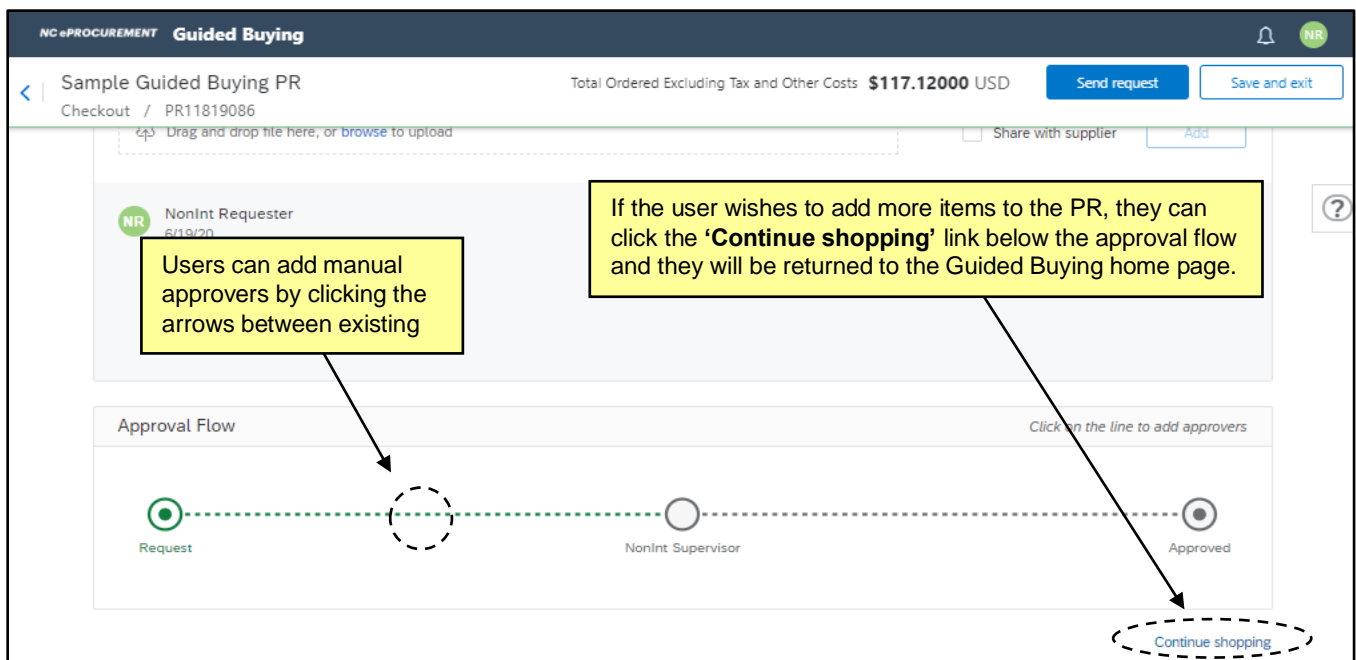 NC ePROCUREMENT Guided Buying NR
Sample Guided Buying PR Total Ordered Excluding Tax and Other Costs $117.12000 USD Send request Save and exit
Checkout / PR11819086
Drag and drop file here, or browse to upload Share with supplier Add
NR NonInt Requester
6/19/20
If the user wishes to add more items to the PR, they can
click the ‘Continue shopping’ link below the approval flow
and they will be returned to the Guided Buying home page.
Users can add manual
approvers by clicking the
arrows between existing
?
Approval Flow Click on the line to add approvers
Request NonInt Supervisor Approved
Continue shopping